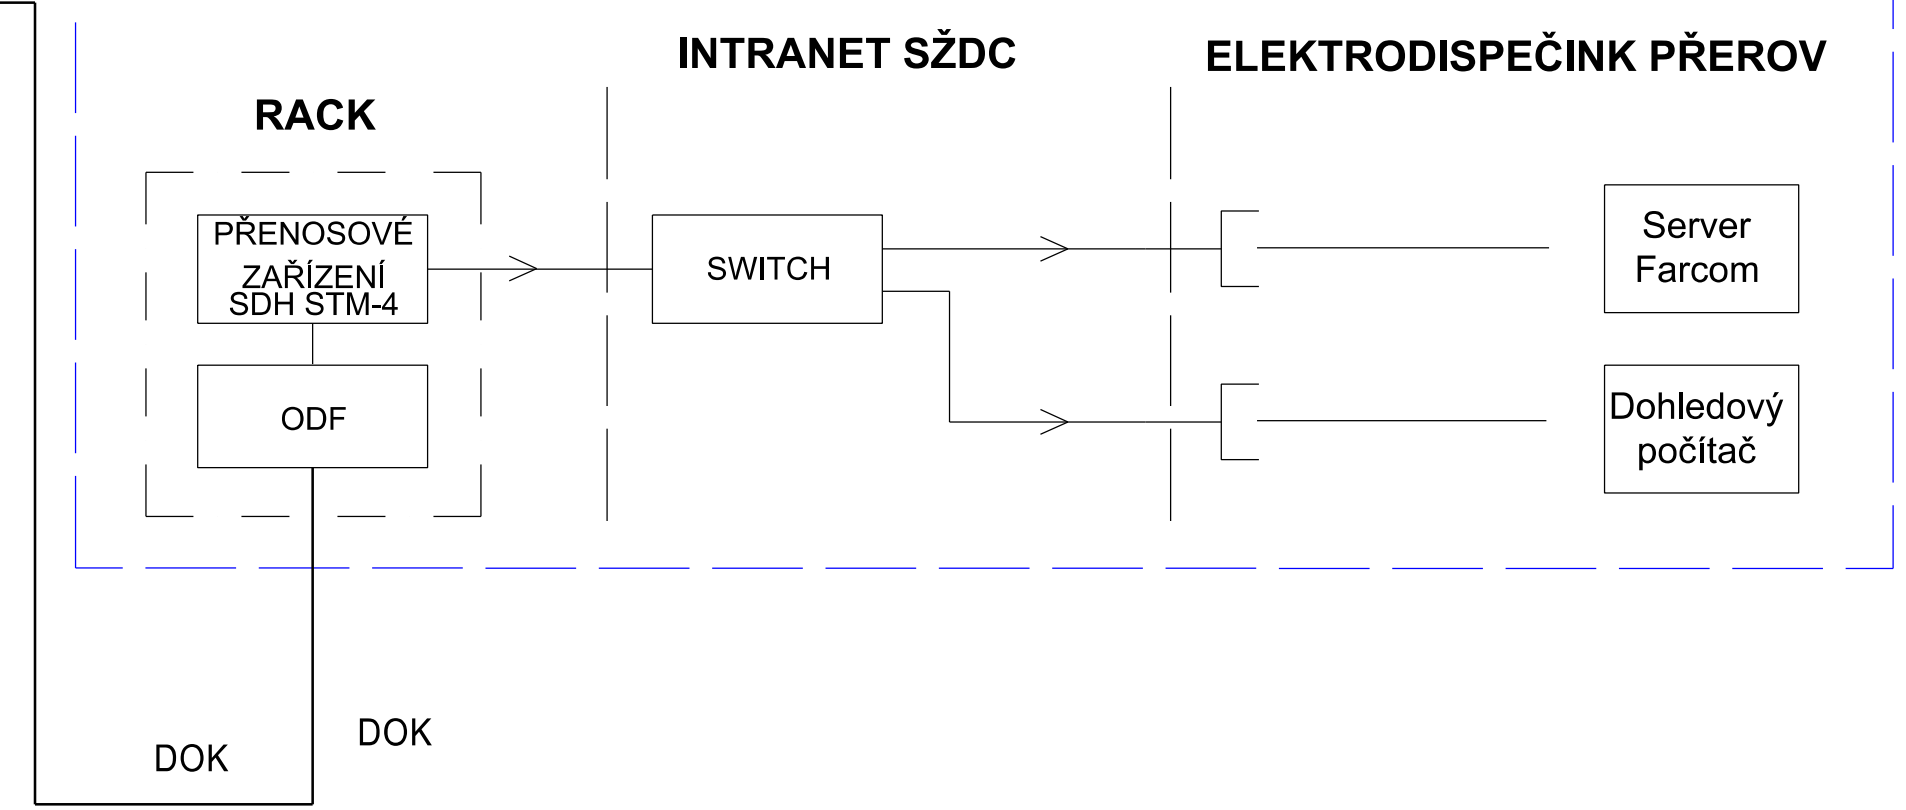 INTRANET SŽDC
ELEKTRODISPEČINK PŘEROV
RACK
PŘENOSOVÉ
ZAŘÍZENÍ
SDH STM-4
SWITCH
Server
Farcom
ODF
Dohledový
počítač
DOK
DOK